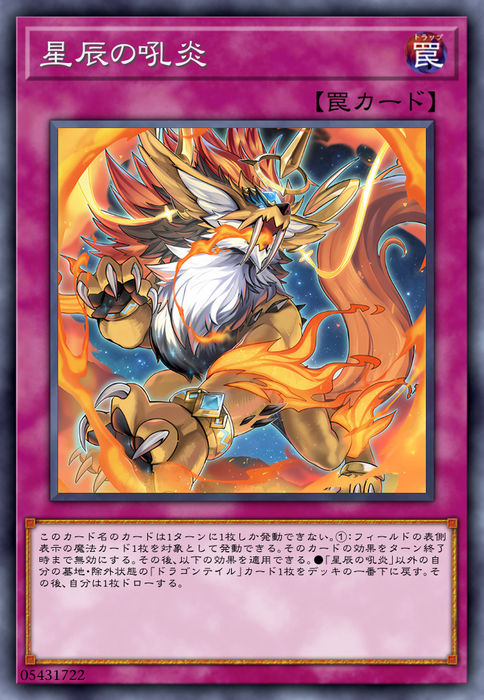 星辰の吼炎
トラップ
罠
【罠カード】
このカード名のカードは1ターンに1枚しか発動できない。①:フィールドの表側
表示の魔法カード1枚を対象として発動できる。そのカードの効果をターン終了
時まで無効にする。その後、以下の効果を適用できる。●「星辰の吼炎」以外の自
分の墓地・除外状態の「ドラゴンテイル」カード1枚をデッキの一番下に戻す。そ
の後、自分は1枚ドローする。
05431722